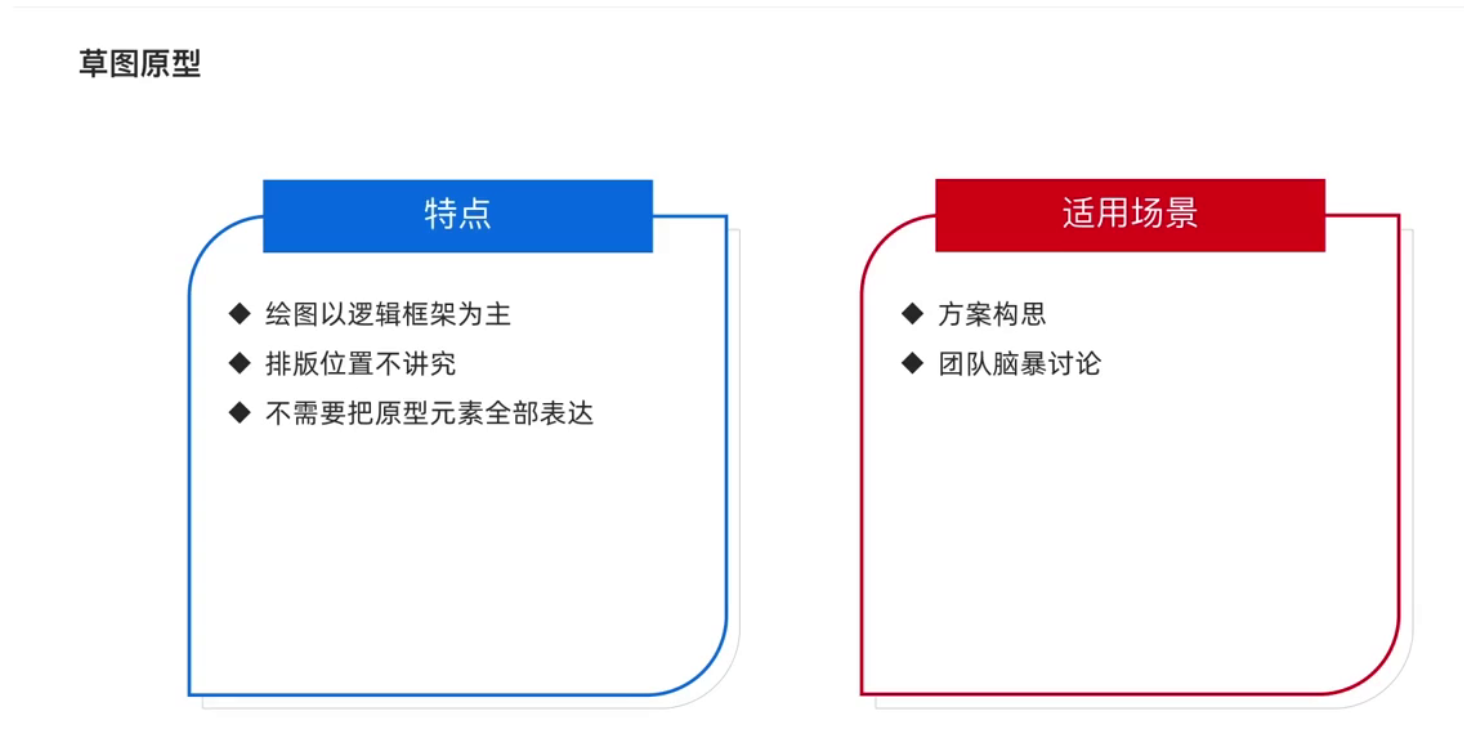 草图原型
特点
◆ 绘图以逻辑框架为主
◆ 排版位置不讲究
◆ 不需要把原型元素全部表达
适用场景
◆ 方案构思
◆ 团队脑暴讨论